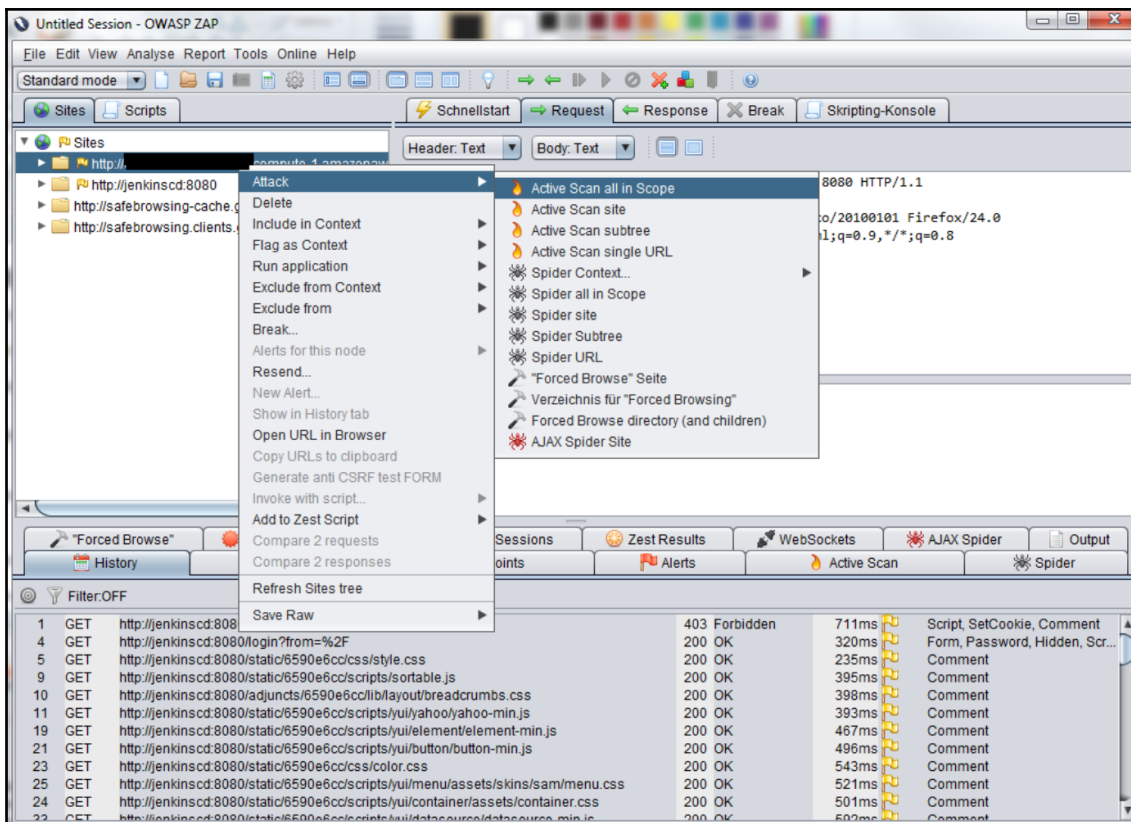 Untitled Session - OWASP ZAP
File Edit View Analyse Report Tools Online Help
Standard mode
Sites Scripts
Schnellstart Request Response Break Skripting-Konsole
Sites
Header: Text Body: Text
http://
http://jenkinscd:8080
http://safebrowsing-cache.g
http://safebrowsing.clients.
8080 HTTP/1.1
o/20100101 Firefox/24.0
l;q=0.9,*/*;q=0.8
Attack
Delete
Include in Context
Flag as Context
Run application
Exclude from Context
Exclude from
Break...
Alerts for this node
Resend...
New Alert...
Show in History tab
Open URL in Browser
Copy URLs to clipboard
Generate anti CSRF test FORM
Invoke with script...
Add to Zest Script
Compare 2 requests
Compare 2 responses
Refresh Sites tree
Save Raw
Active Scan all in Scope
Active Scan site
Active Scan subtree
Active Scan single URL
Spider Context...
Spider all in Scope
Spider site
Spider Subtree
Spider URL
"Forced Browse" Seite
Verzeichnis für "Forced Browsing"
Forced Browse directory (and children)
AJAX Spider Site
"Forced Browse" Sessions Zest Results WebSockets AJAX Spider Output
History oints Alerts Active Scan Spider
Filter:OFF
1 GET http://jenkinscd:808 403 Forbidden 711ms Script, SetCookie, Comment
4 GET http://jenkinscd:8080/login?from=%2F 200 OK 320ms Form, Password, Hidden, Scr...
5 GET http://jenkinscd:8080/static/6590e6cc/css/style.css 200 OK 235ms Comment
9 GET http://jenkinscd:8080/static/6590e6cc/scripts/sortable.js 200 OK 395ms Comment
10 GET http://jenkinscd:8080/adjuncts/6590e6cc/lib/layout/breadcrumbs.css 200 OK 398ms Comment
11 GET http://jenkinscd:8080/static/6590e6cc/scripts/yui/yahoo/yahoo-min.js 200 OK 393ms Comment
19 GET http://jenkinscd:8080/static/6590e6cc/scripts/yui/element/element-min.js 200 OK 467ms Comment
21 GET http://jenkinscd:8080/static/6590e6cc/scripts/yui/button/button-min.js 200 OK 496ms Comment
23 GET http://jenkinscd:8080/static/6590e6cc/css/color.css 200 OK 543ms Comment
25 GET http://jenkinscd:8080/static/6590e6cc/scripts/yui/menu/assets/skins/sam/menu.css 200 OK 521ms Comment
24 GET http://jenkinscd:8080/static/6590e6cc/scripts/yui/container/assets/container.css 200 OK 501ms Comment